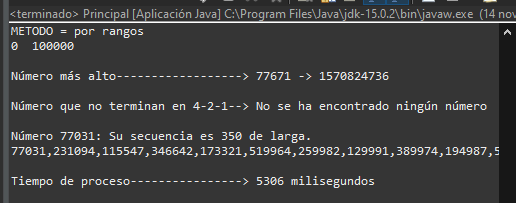 <terminado> Principal [Aplicación Java] C:\Program Files\Java\jdk-15.0.2\bin\javaw.exe (14 nov
METODO = por rangos
0 100000
Número más alto-----------------> 77671 -> 1570824736
Número que no terminan en 4-2-1--> No se ha encontrado ningún número
Número 77031: Su secuencia es 350 de larga.
77031,231094,115547,346642,173321,519964,259982,129991,389974,194987,5
Tiempo de proceso----------------> 5306 milisegundos